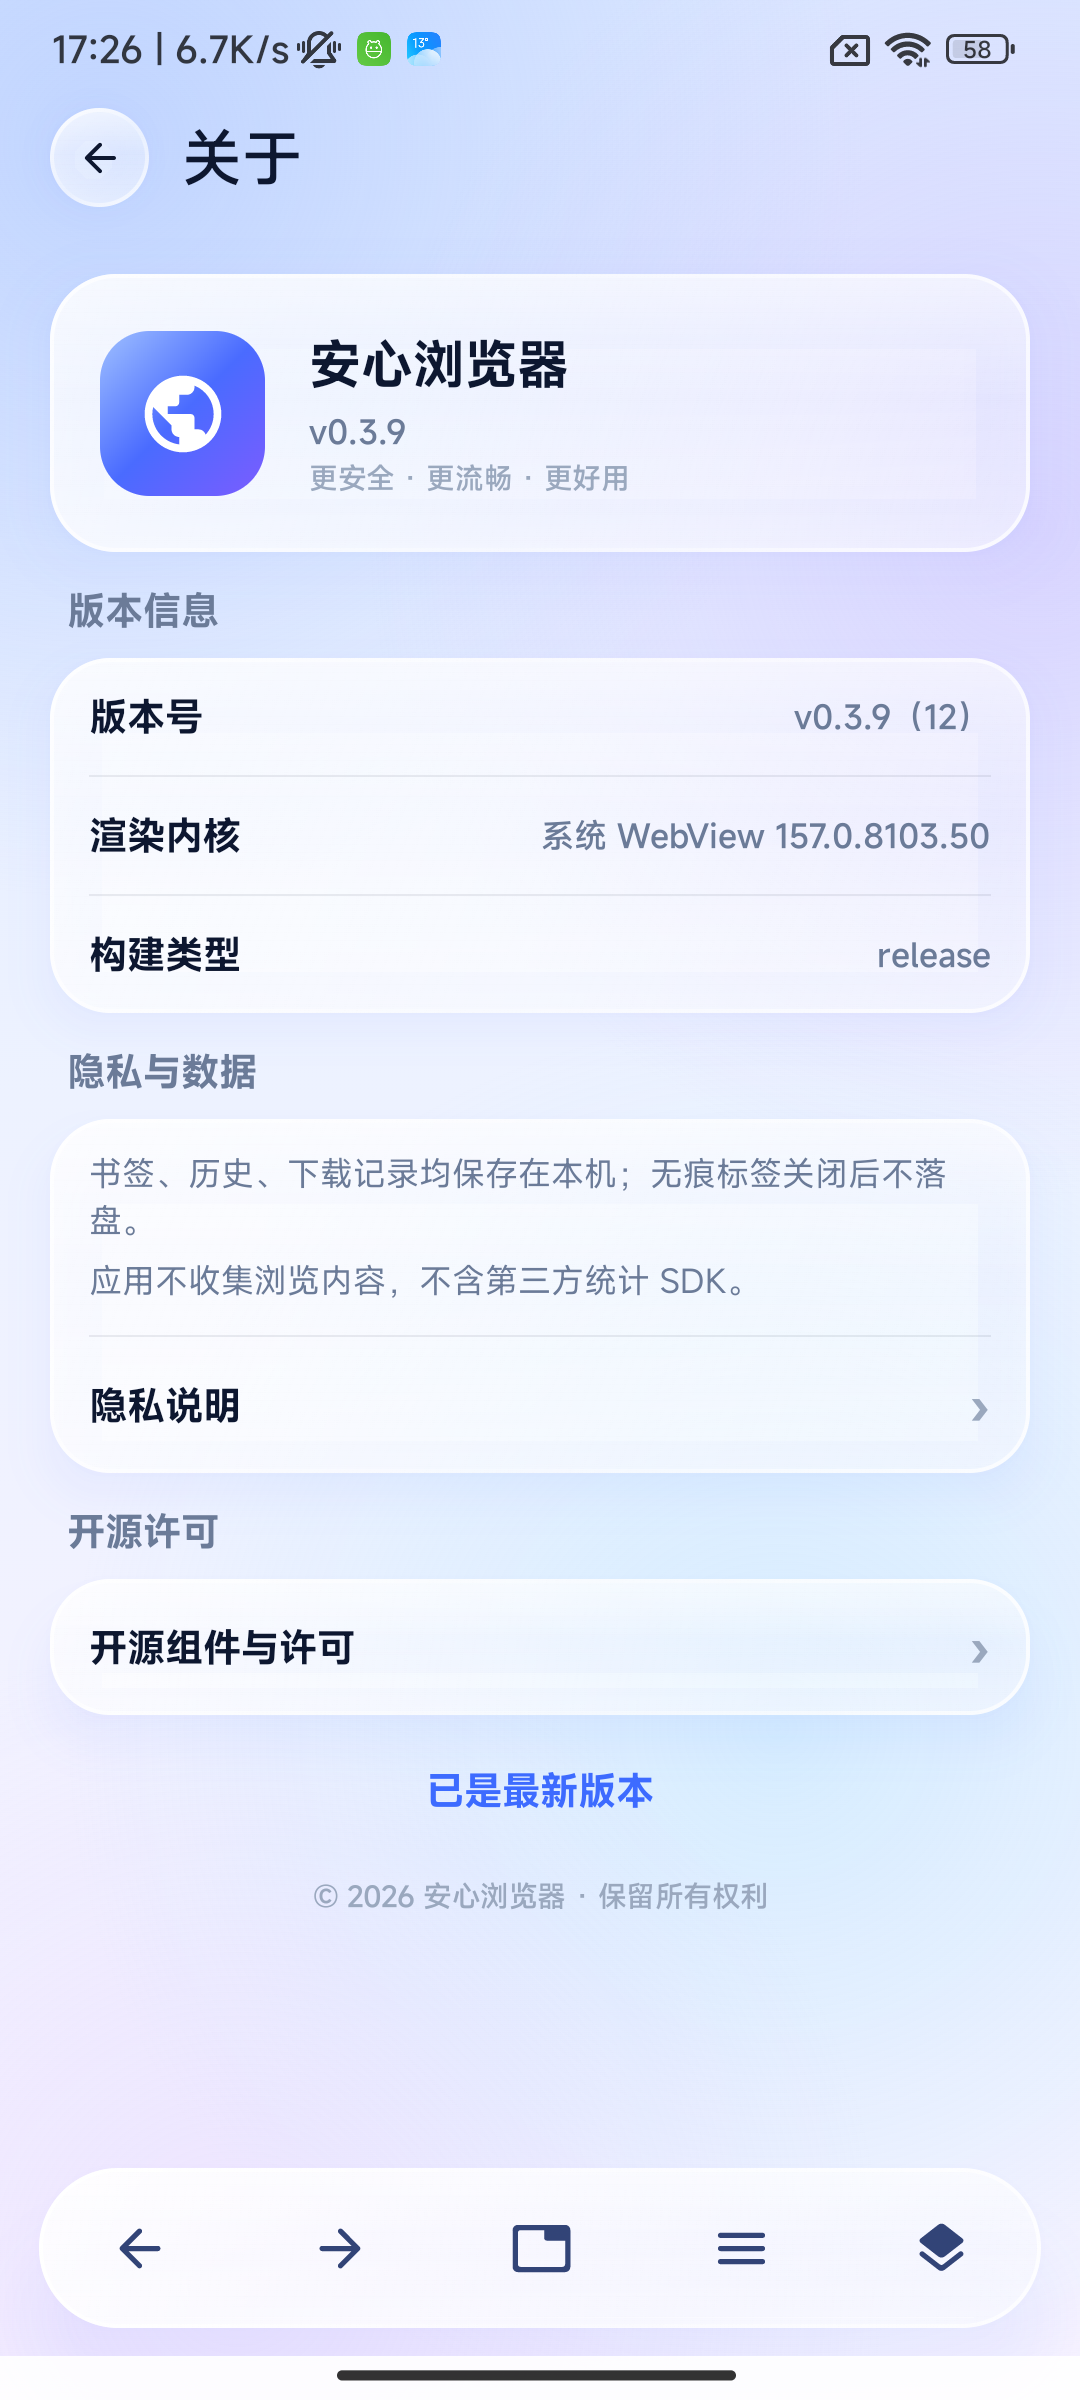 17:26 | 6.7K/s
13°
58
关于
安心浏览器
v0.3.9
更安全 · 更流畅 · 更好用
版本信息
版本号
v0.3.9（12）
渲染内核
系统 WebView 157.0.8103.50
构建类型
release
隐私与数据
书签、历史、下载记录均保存在本机；无痕标签关闭后不落
盘。
应用不收集浏览内容，不含第三方统计 SDK。
隐私说明
开源许可
开源组件与许可
已是最新版本
© 2026 安心浏览器 · 保留所有权利